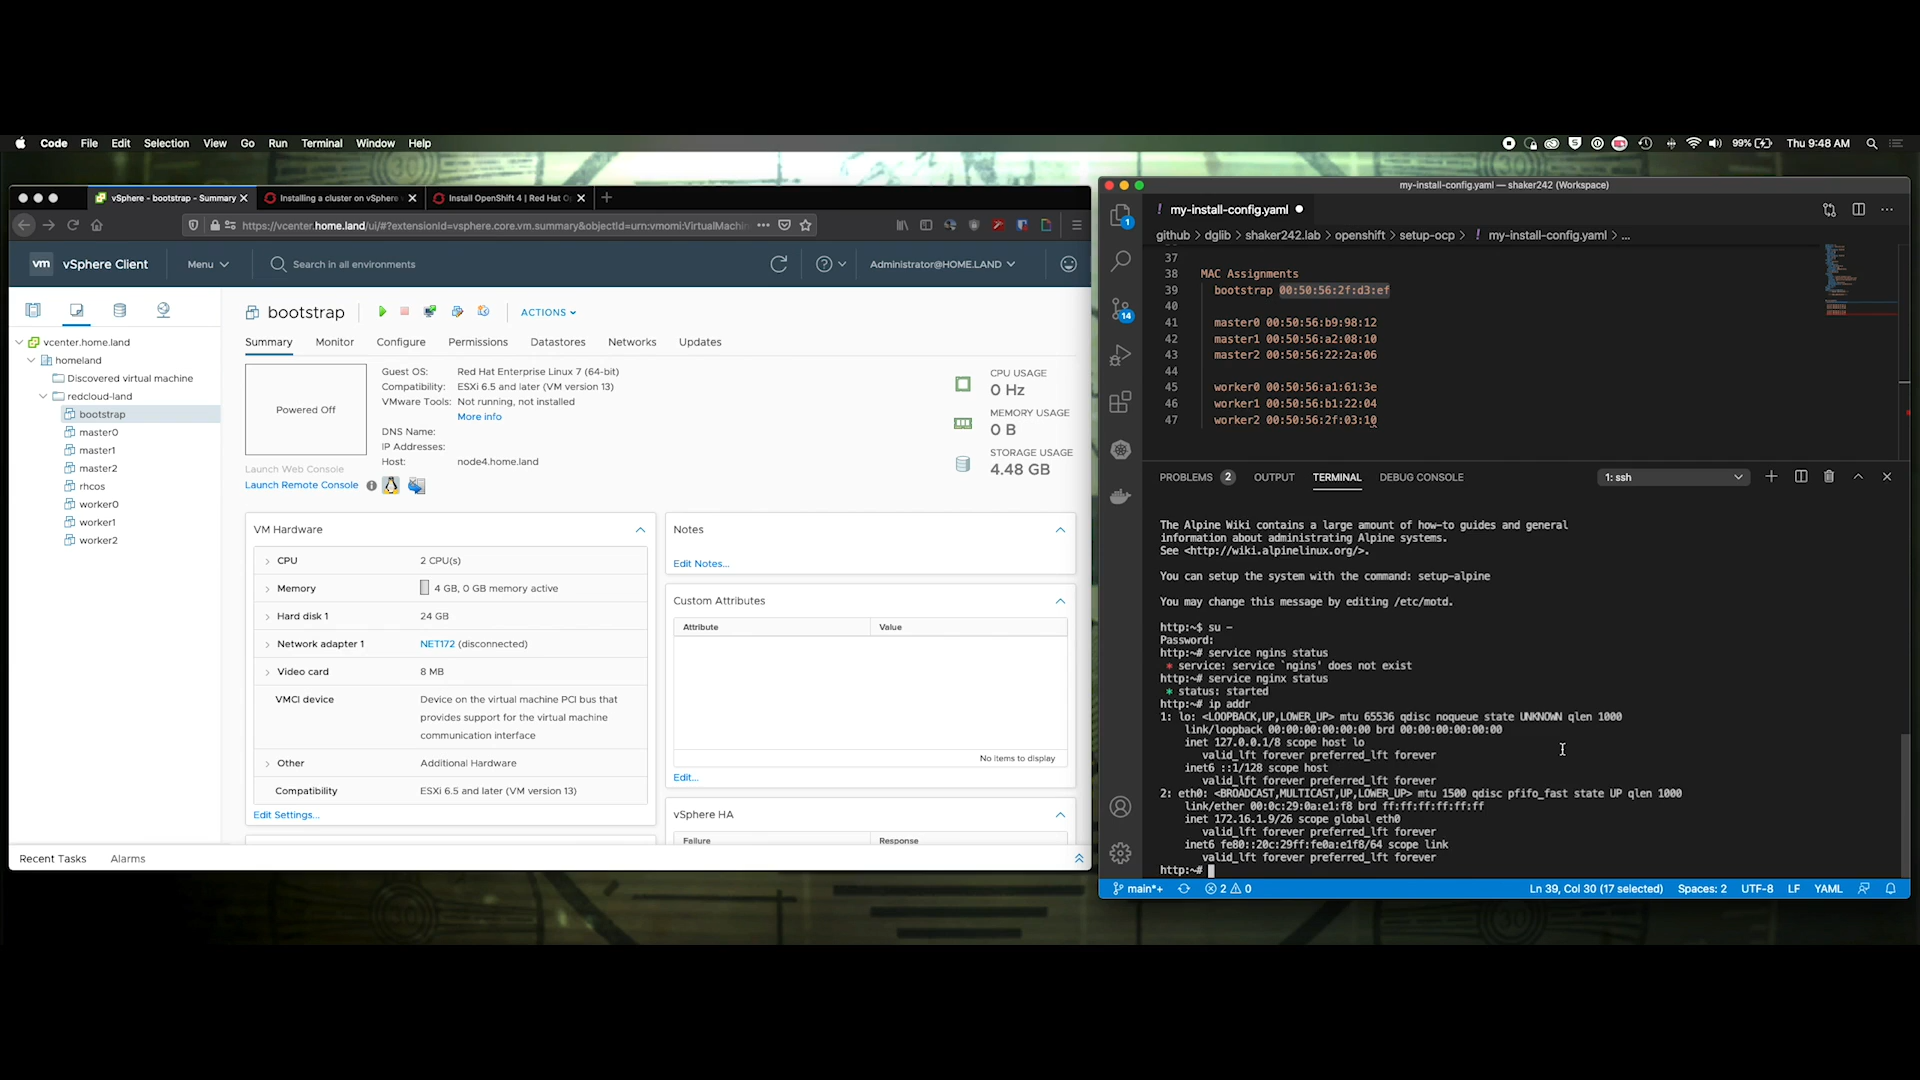 Code File Edit Selection View Go Run Terminal Window Help
99% Thu 9:48 AM
vSphere - bootstrap - Summary
Installing a cluster on vSphere
Install OpenShift 4 | Red Hat O
https://vcenter.home.land/ui/#?extensionId=vsphere.core.vm.summary&objectId=urn:vmomi:VirtualMachin
vm vSphere Client Menu Search in all environments Administrator@HOME.LAND
vcenter.home.land
homeland
Discovered virtual machine
redcloud-land
bootstrap
master0
master1
master2
rhcos
worker0
worker1
worker2
bootstrap ACTIONS
Summary Monitor Configure Permissions Datastores Networks Updates
Powered Off
Launch Web Console
Launch Remote Console
Guest OS: Red Hat Enterprise Linux 7 (64-bit)
Compatibility: ESXi 6.5 and later (VM version 13)
VMware Tools: Not running, not installed
More info
DNS Name:
IP Addresses:
Host: node4.home.land
CPU USAGE
0 Hz
MEMORY USAGE
0 B
STORAGE USAGE
4.48 GB
VM Hardware
CPU 2 CPU(s)
Memory 4 GB, 0 GB memory active
Hard disk 1 24 GB
Network adapter 1 NET172 (disconnected)
Video card 8 MB
VMCI device Device on the virtual machine PCI bus that
provides support for the virtual machine
communication interface
Other Additional Hardware
Compatibility ESXi 6.5 and later (VM version 13)
Edit Settings...
Notes
Edit Notes...
Custom Attributes
Attribute Value
No items to display
Edit...
vSphere HA
Failure Response
Recent Tasks Alarms
my-install-config.yaml — shaker242 (Workspace)
! my-install-config.yaml
github > dglib > shaker242.lab > openshift > setup-ocp > ! my-install-config.yaml > ...
37
38 MAC Assignments
39 bootstrap 00:50:56:2f:d3:ef
40
41 master0 00:50:56:b9:98:12
42 master1 00:50:56:a2:08:10
43 master2 00:50:56:22:2a:06
44
45 worker0 00:50:56:a1:61:3e
46 worker1 00:50:56:b1:22:04
47 worker2 00:50:56:2f:03:10
1
14
PROBLEMS 2 OUTPUT TERMINAL DEBUG CONSOLE 1: ssh
The Alpine Wiki contains a large amount of how-to guides and general
information about administrating Alpine systems.
See <http://wiki.alpinelinux.org/>.
You can setup the system with the command: setup-alpine
You may change this message by editing /etc/motd.
http:~$ su -
Password:
http:~# service ngins status
* service: service `ngins' does not exist
http:~# service nginx status
* status: started
http:~# ip addr
1: lo: <LOOPBACK,UP,LOWER_UP> mtu 65536 qdisc noqueue state UNKNOWN qlen 1000
link/loopback 00:00:00:00:00:00 brd 00:00:00:00:00:00
inet 127.0.0.1/8 scope host lo
valid_lft forever preferred_lft forever
inet6 ::1/128 scope host
valid_lft forever preferred_lft forever
2: eth0: <BROADCAST,MULTICAST,UP,LOWER_UP> mtu 1500 qdisc pfifo_fast state UP qlen 1000
link/ether 00:0c:29:0a:e1:f8 brd ff:ff:ff:ff:ff:ff
inet 172.16.1.9/26 scope global eth0
valid_lft forever preferred_lft forever
inet6 fe80::20c:29ff:fe0a:e1f8/64 scope link
valid_lft forever preferred_lft forever
http:~#
main*+ 2 0 Ln 39, Col 30 (17 selected) Spaces: 2 UTF-8 LF YAML